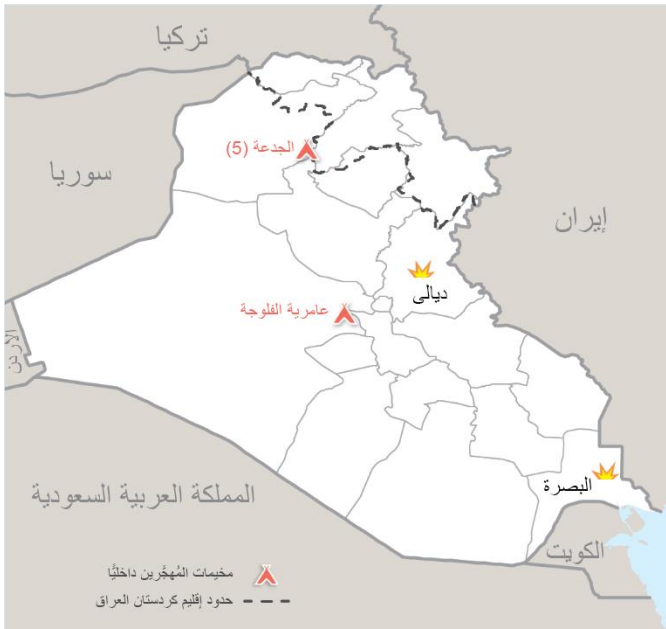 تركيا
سوريا
الجدعة (5)
إيران
ديالى
عامرية الفلوجة
الأردن
البصرة
المملكة العربية السعودية
الكويت
مخيمات المُهجَّرين داخليًّا
حدود إقليم كردستان العراق